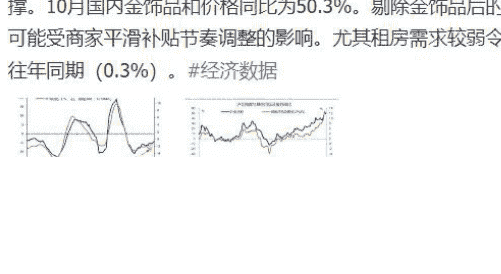 撑。10月国内金饰品和价格同比为50.3%。剔除金饰品后的
可能受商家平滑补贴节奏调整的影响。尤其租房需求较弱令
往年同期（0.3%）。#经济数据